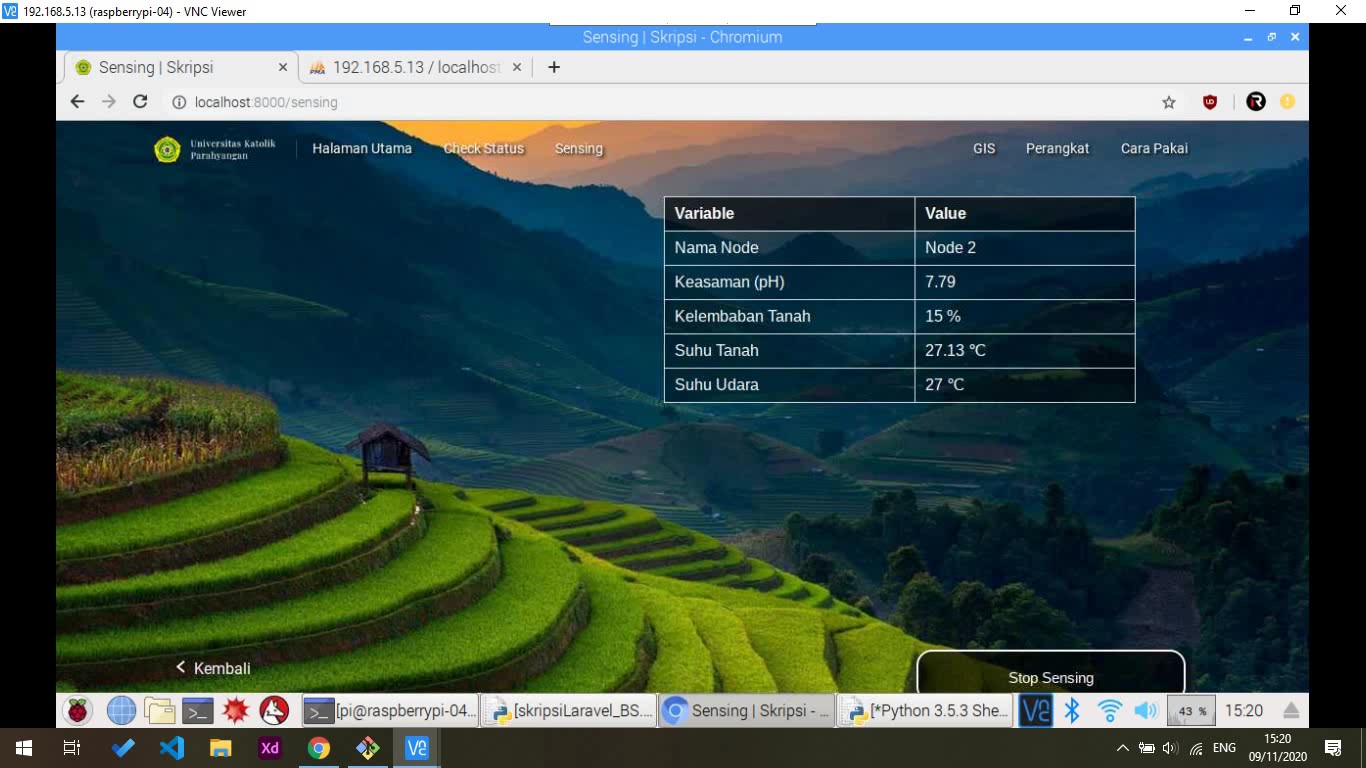 192.168.5.13 (raspberrypi-04) - VNC Viewer
Sensing | Skripsi - Chromium
Sensing | Skripsi
192.168.5.13 / localhost
localhost:8000/sensing
Universitas Katolik
Parahyangan
Halaman Utama
Check Status
Sensing
GIS
Perangkat
Cara Pakai
Variable Value
Nama Node Node 2
Keasaman (pH) 7.79
Kelembaban Tanah 15 %
Suhu Tanah 27.13 ℃
Suhu Udara 27 ℃
Kembali
Stop Sensing
[pi@raspberrypi-04...
[skripsiLaravel_BS....
Sensing | Skripsi - ...
[*Python 3.5.3 She...
43 %
15:20
Xd
ENG
15:20
09/11/2020